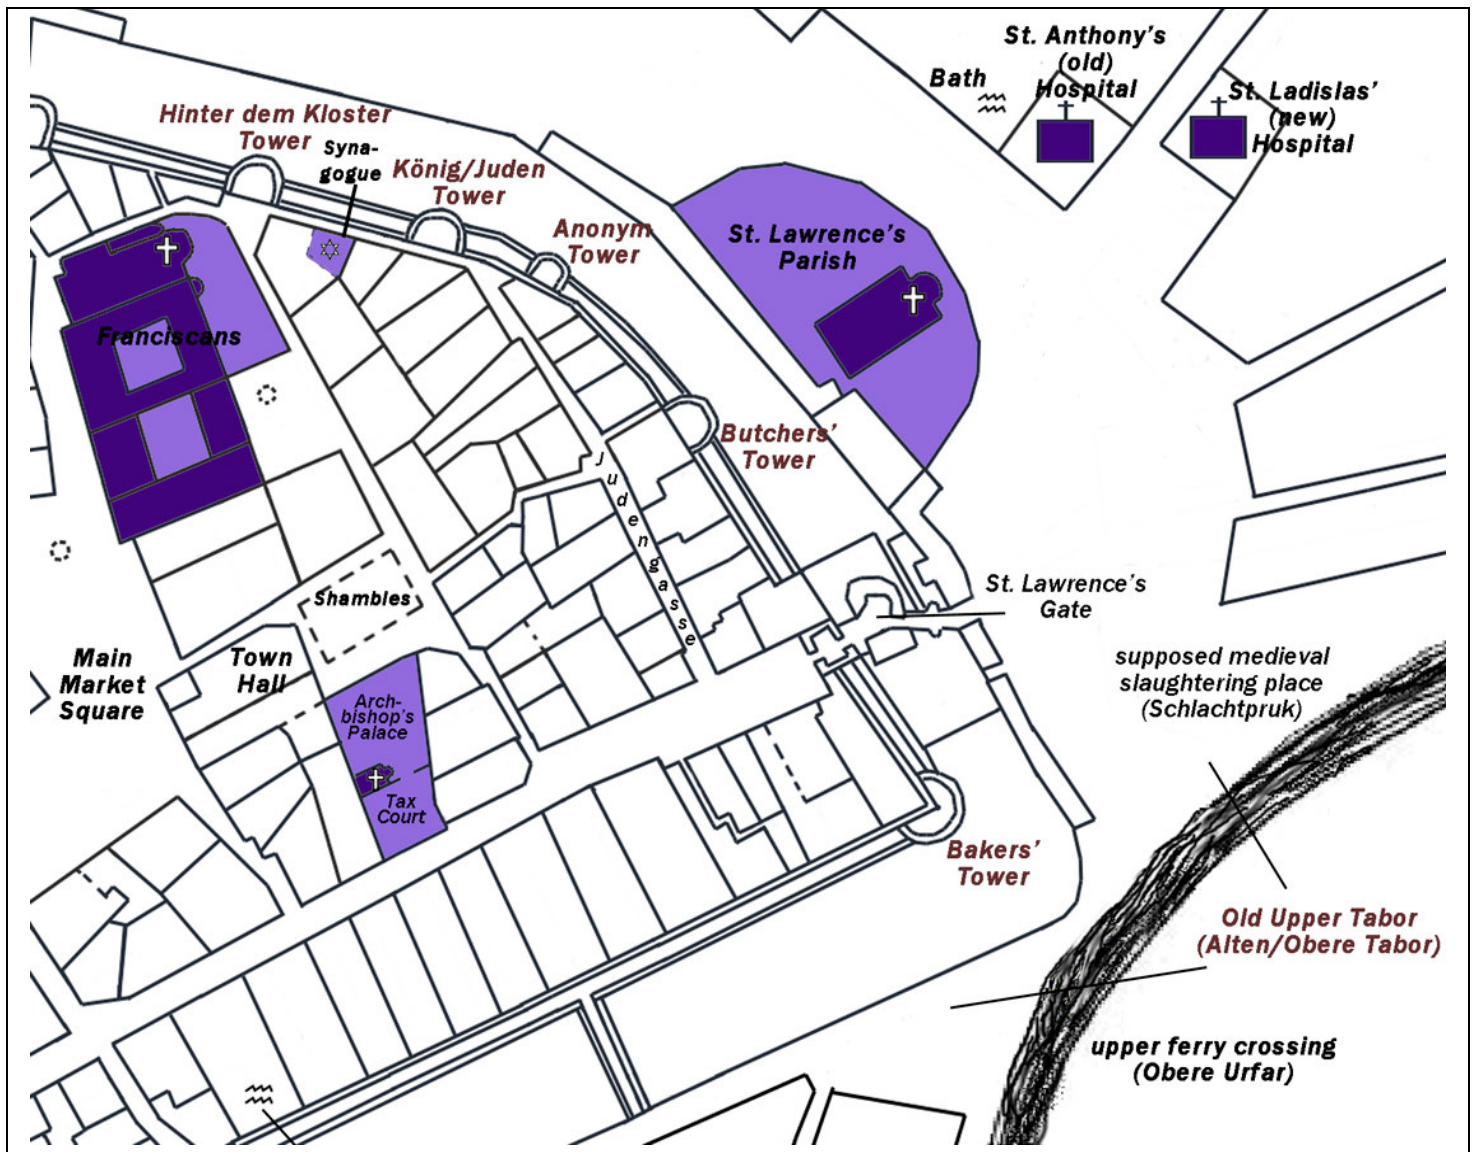 St. Anthony's
(old)
Hospital
Bath
St. Ladislas'
(new)
Hospital
Hinter dem Kloster
Tower
Syna-
gogue
König/Juden
Tower
Anonym
Tower
St. Lawrence's
Parish
Franciscans
Butchers'
Tower
Judengasse
Shambles
St. Lawrence's
Gate
Main
Market
Square
Town
Hall
Arch-
bishop's
Palace
Tax
Court
supposed medieval
slaughtering place
(Schlachtpruk)
Bakers'
Tower
Old Upper Tabor
(Alten/Obere Tabor)
upper ferry crossing
(Obere Urfar)